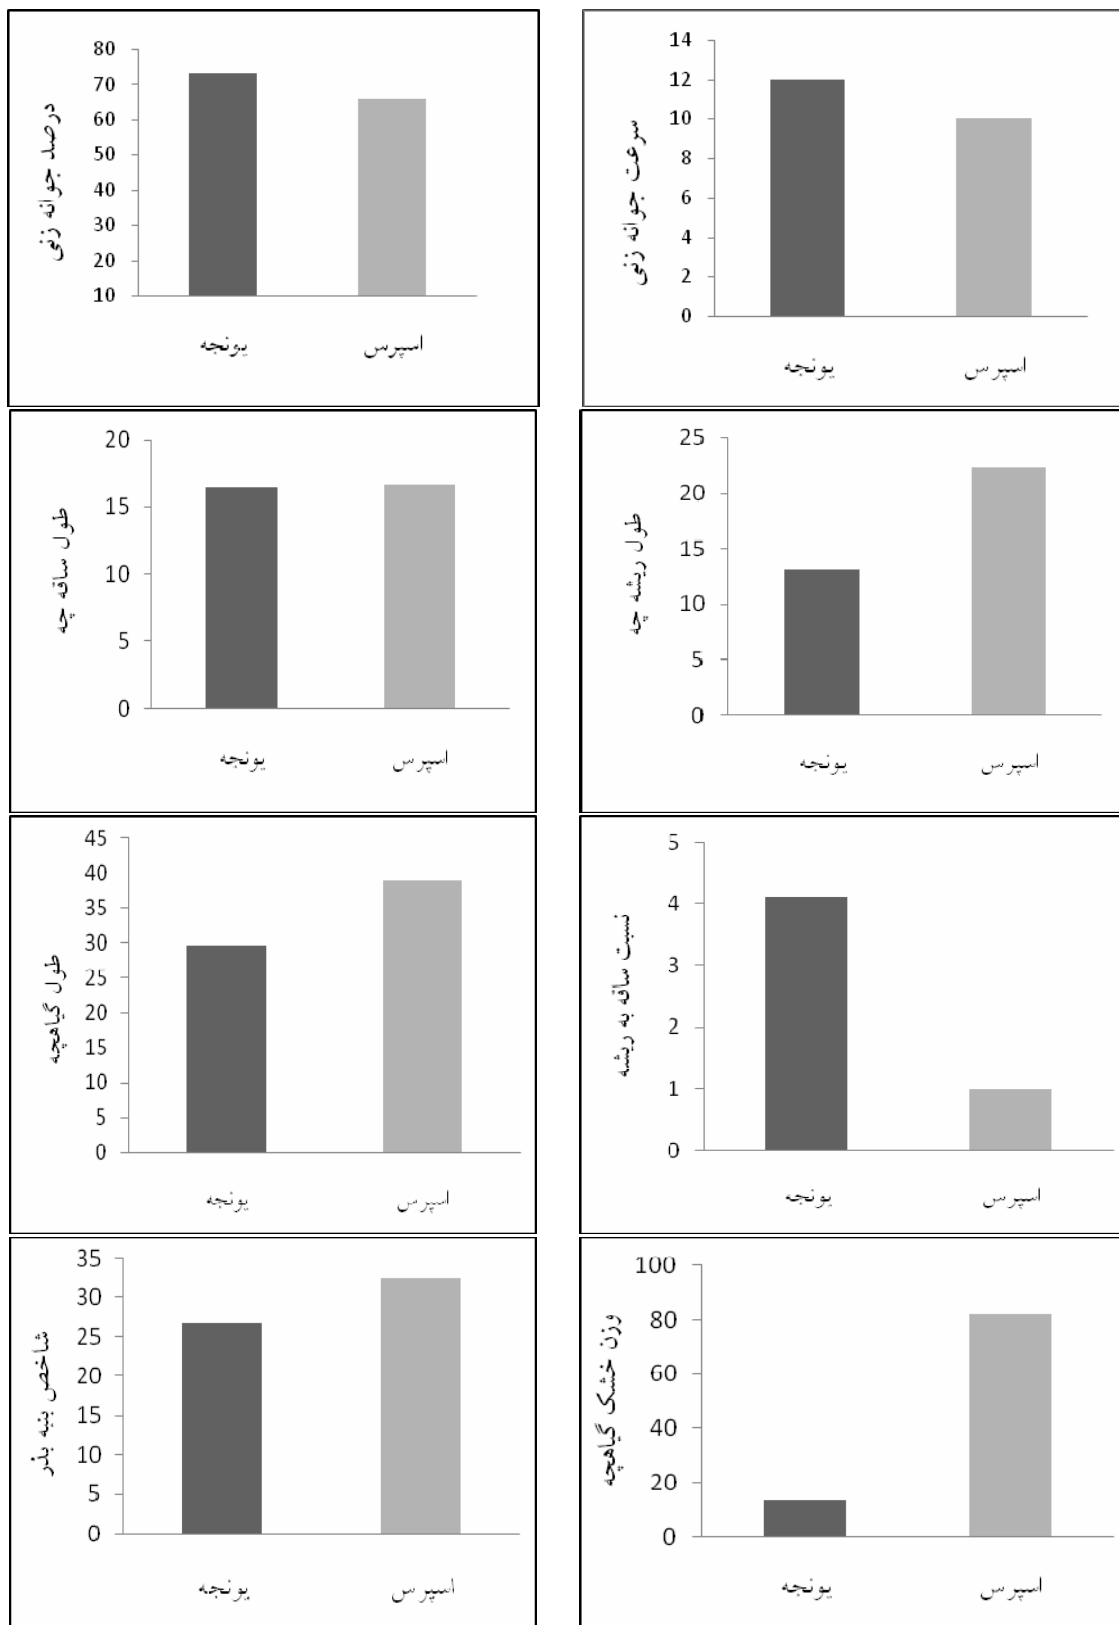 درصد جوانه زنی
80
70
60
50
40
30
20
10
یونجه
اسپرس
سرعت جوانه زنی
14
12
10
8
6
4
2
0
یونجه
اسپرس
طول ساقه چه
20
15
10
5
0
یونجه
اسپرس
طول ریشه چه
25
20
15
10
5
0
یونجه
اسپرس
طول گیاهچه
45
40
35
30
25
20
15
10
5
0
یونجه
اسپرس
نسبت ساقه به ریشه
5
4
3
2
1
0
یونجه
اسپرس
شاخص بنیه بذر
35
30
25
20
15
10
5
0
یونجه
اسپرس
وزن خشک گیاهچه
100
80
60
40
20
0
یونجه
اسپرس